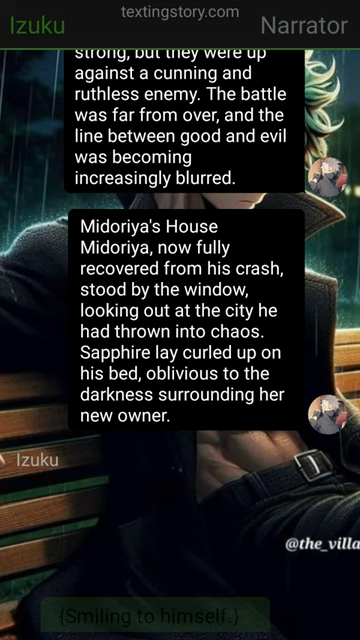 textingstory.com
Izuku
Narrator
strong, but they were up
against a cunning and
ruthless enemy. The battle
was far from over, and the
line between good and evil
was becoming
increasingly blurred.
Midoriya's House
Midoriya, now fully
recovered from his crash,
stood by the window,
looking out at the city he
had thrown into chaos.
Sapphire lay curled up on
his bed, oblivious to the
darkness surrounding her
new owner.
Izuku
@the_villa
{Smiling to himself.}